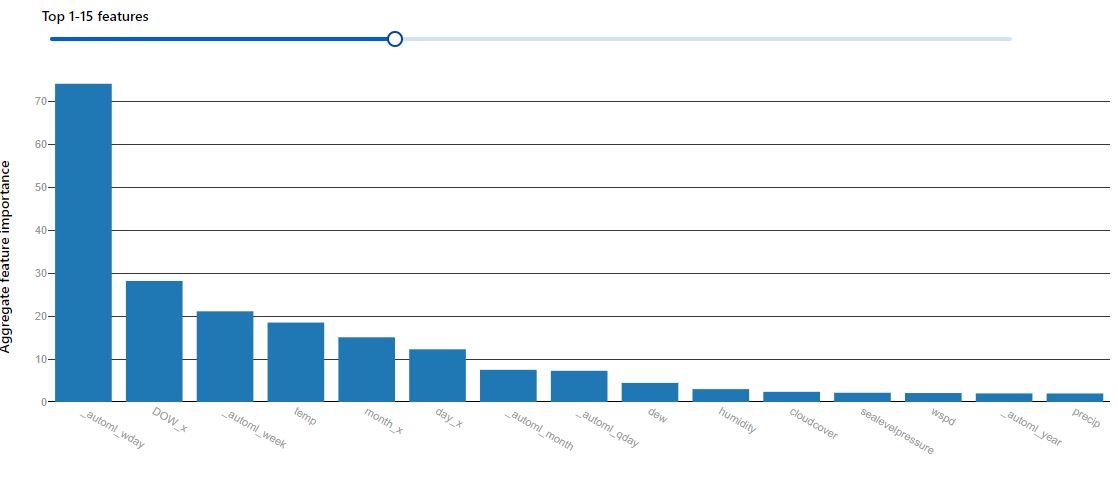 Top 1-15 features
Aggregate feature importance
70
60
50
40
30
20
10
0
_automl_wday
DOW_x
_automl_week
temp
month_x
day_x
_automl_month
_automl_qday
dew
humidity
cloudcover
sealevelpressure
wspd
_automl_year
precip